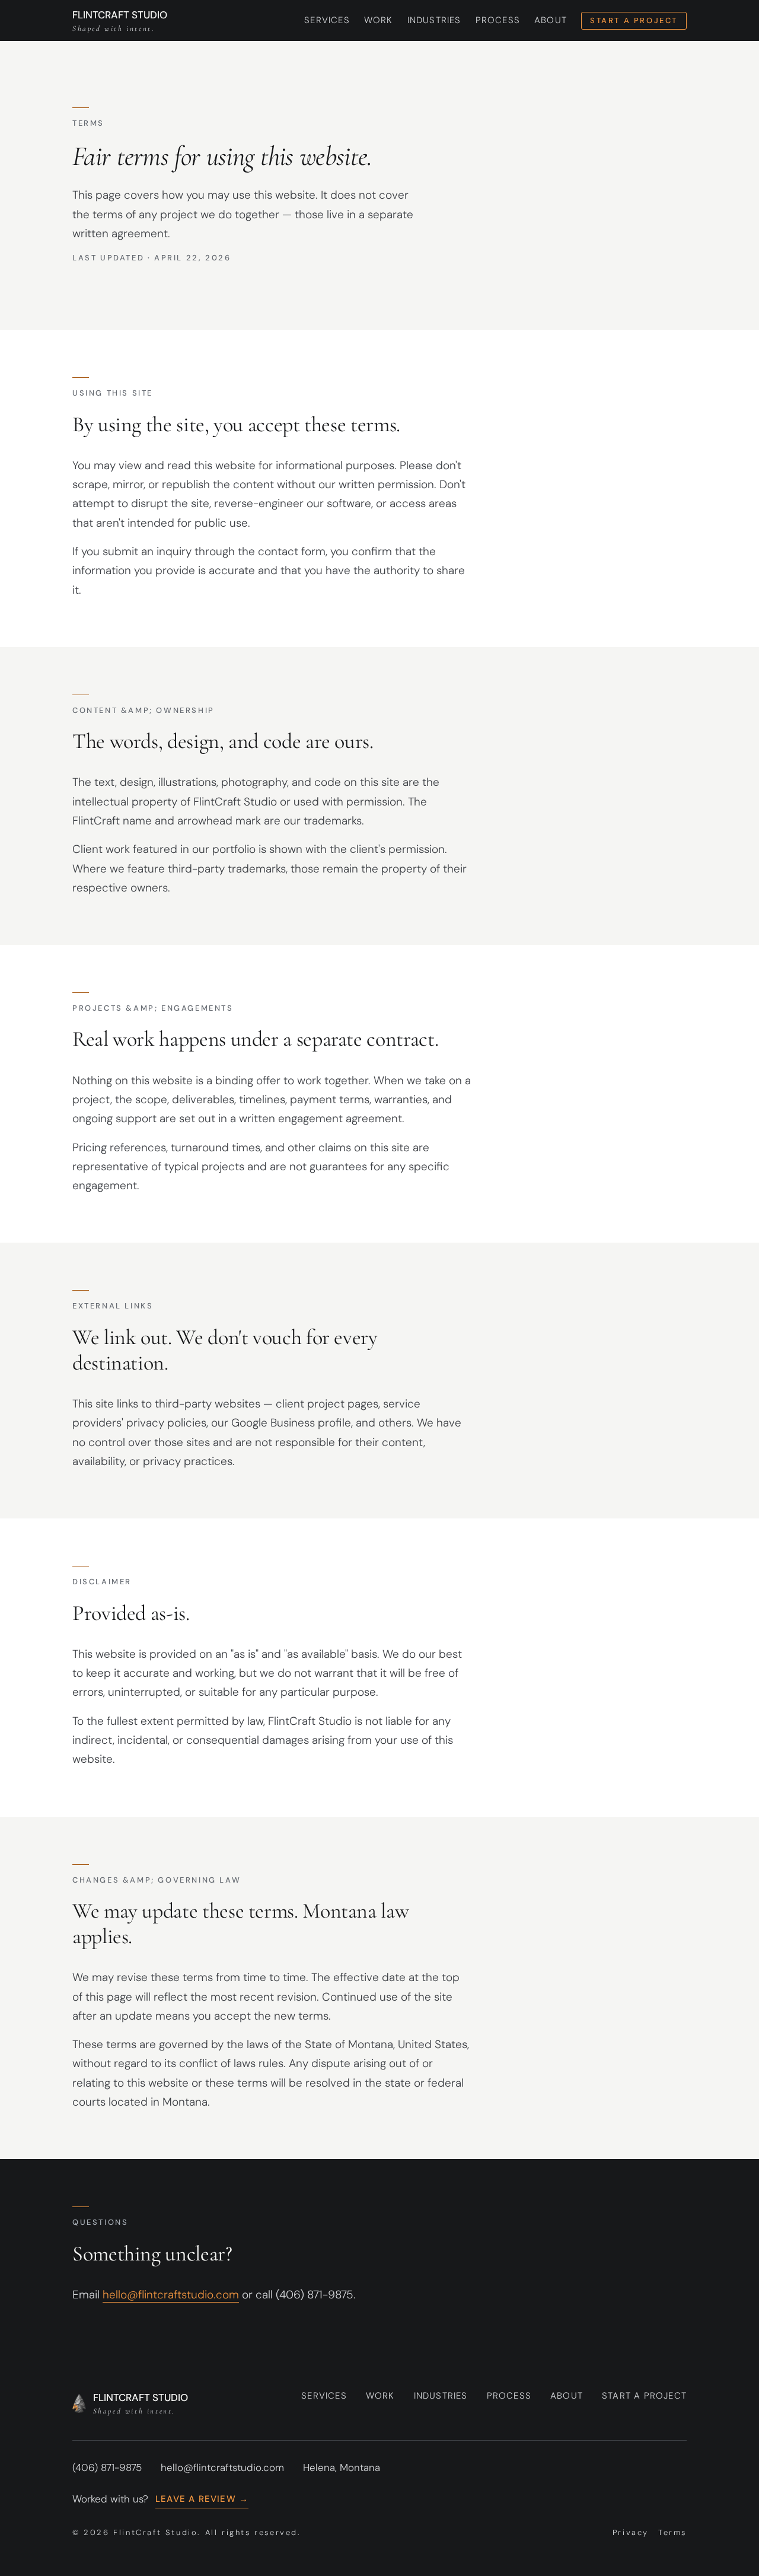 FLINTCRAFT STUDIO
Shaped with intent.
SERVICES WORK INDUSTRIES PROCESS ABOUT START A PROJECT
TERMS
Fair terms for using this website.
This page covers how you may use this website. It does not cover
the terms of any project we do together — those live in a separate
written agreement.
LAST UPDATED · APRIL 22, 2026
USING THIS SITE
By using the site, you accept these terms.
You may view and read this website for informational purposes. Please don't
scrape, mirror, or republish the content without our written permission. Don't
attempt to disrupt the site, reverse-engineer our software, or access areas
that aren't intended for public use.
If you submit an inquiry through the contact form, you confirm that the
information you provide is accurate and that you have the authority to share
it.
CONTENT &AMP; OWNERSHIP
The words, design, and code are ours.
The text, design, illustrations, photography, and code on this site are the
intellectual property of FlintCraft Studio or used with permission. The
FlintCraft name and arrowhead mark are our trademarks.
Client work featured in our portfolio is shown with the client's permission.
Where we feature third-party trademarks, those remain the property of their
respective owners.
PROJECTS &AMP; ENGAGEMENTS
Real work happens under a separate contract.
Nothing on this website is a binding offer to work together. When we take on a
project, the scope, deliverables, timelines, payment terms, warranties, and
ongoing support are set out in a written engagement agreement.
Pricing references, turnaround times, and other claims on this site are
representative of typical projects and are not guarantees for any specific
engagement.
EXTERNAL LINKS
We link out. We don't vouch for every
destination.
This site links to third-party websites — client project pages, service
providers' privacy policies, our Google Business profile, and others. We have
no control over those sites and are not responsible for their content,
availability, or privacy practices.
DISCLAIMER
Provided as-is.
This website is provided on an "as is" and "as available" basis. We do our best
to keep it accurate and working, but we do not warrant that it will be free of
errors, uninterrupted, or suitable for any particular purpose.
To the fullest extent permitted by law, FlintCraft Studio is not liable for any
indirect, incidental, or consequential damages arising from your use of this
website.
CHANGES &AMP; GOVERNING LAW
We may update these terms. Montana law
applies.
We may revise these terms from time to time. The effective date at the top
of this page will reflect the most recent revision. Continued use of the site
after an update means you accept the new terms.
These terms are governed by the laws of the State of Montana, United States,
without regard to its conflict of laws rules. Any dispute arising out of or
relating to this website or these terms will be resolved in the state or federal
courts located in Montana.
QUESTIONS
Something unclear?
Email hello@flintcraftstudio.com or call (406) 871-9875.
FLINTCRAFT STUDIO
Shaped with intent.
SERVICES WORK INDUSTRIES PROCESS ABOUT START A PROJECT
(406) 871-9875 hello@flintcraftstudio.com Helena, Montana
Worked with us? LEAVE A REVIEW →
© 2026 FlintCraft Studio. All rights reserved.
Privacy Terms